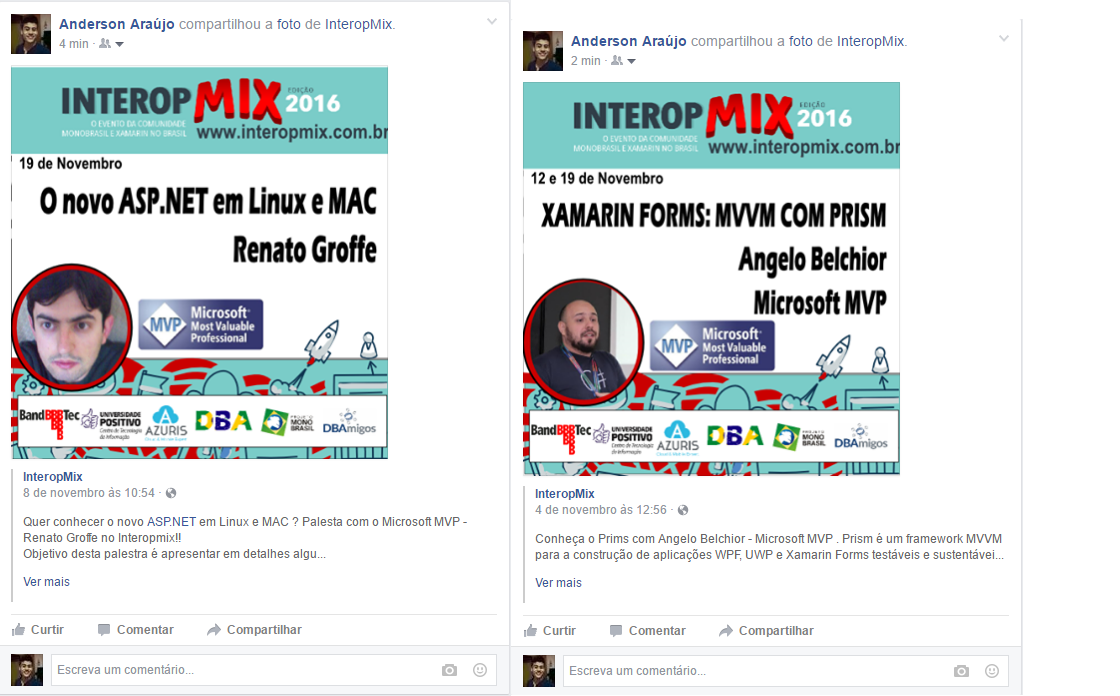 Anderson Araújo compartilhou a foto de InteropMix.
4 min ·
INTEROP MIX EDIÇÃO 2016
O EVENTO DA COMUNIDADE
MONOBRASIL E XAMARIN NO BRASIL
www.interopmix.com.br
19 de Novembro
O novo ASP.NET em Linux e MAC
Renato Groffe
MVP
Microsoft®
Most Valuable
Professional
BandBBBTec
UNIVERSIDADE
POSITIVO
Centro de Tecnologia
da Informação
AZURIS
DBA
PROJETO
MONO
BRASIL
DBAmigos
InteropMix
8 de novembro às 10:54 ·
Quer conhecer o novo ASP.NET em Linux e MAC ? Palesta com o Microsoft MVP -
Renato Groffe no Interopmix!!
Objetivo desta palestra é apresentar em detalhes algu...
Ver mais
Curtir Comentar Compartilhar
Escreva um comentário...
Anderson Araújo compartilhou a foto de InteropMix.
2 min ·
INTEROP MIX EDIÇÃO 2016
O EVENTO DA COMUNIDADE
MONOBRASIL E XAMARIN NO BRASIL
www.interopmix.com.br
12 e 19 de Novembro
XAMARIN FORMS: MVVM COM PRISM
Angelo Belchior
Microsoft MVP
C#
MVP
Microsoft®
Most Valuable
Professional
BandBBBTec
UNIVERSIDADE
POSITIVO
Centro de Tecnologia
da Informação
AZURIS
DBA
PROJETO
MONO
BRASIL
DBAmigos
InteropMix
4 de novembro às 12:56 ·
Conheça o Prims com Angelo Belchior - Microsoft MVP . Prism è um framework MVVM
para a construção de aplicações WPF, UWP e Xamarin Forms testáveis e sustentávei...
Ver mais
Curtir Comentar Compartilhar
Escreva um comentário...